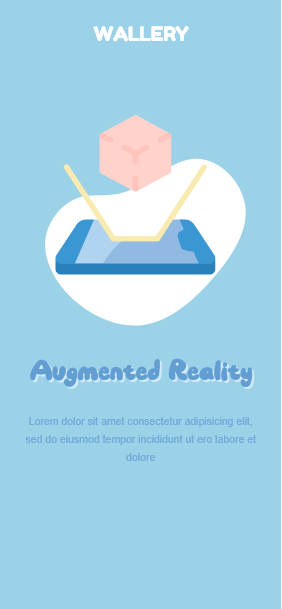 WALLERY
Augmented Reality
Lorem dolor sit amet consectetur adipisicing elit,
sed do eiusmod tempor incididunt ut ero labore et
dolore